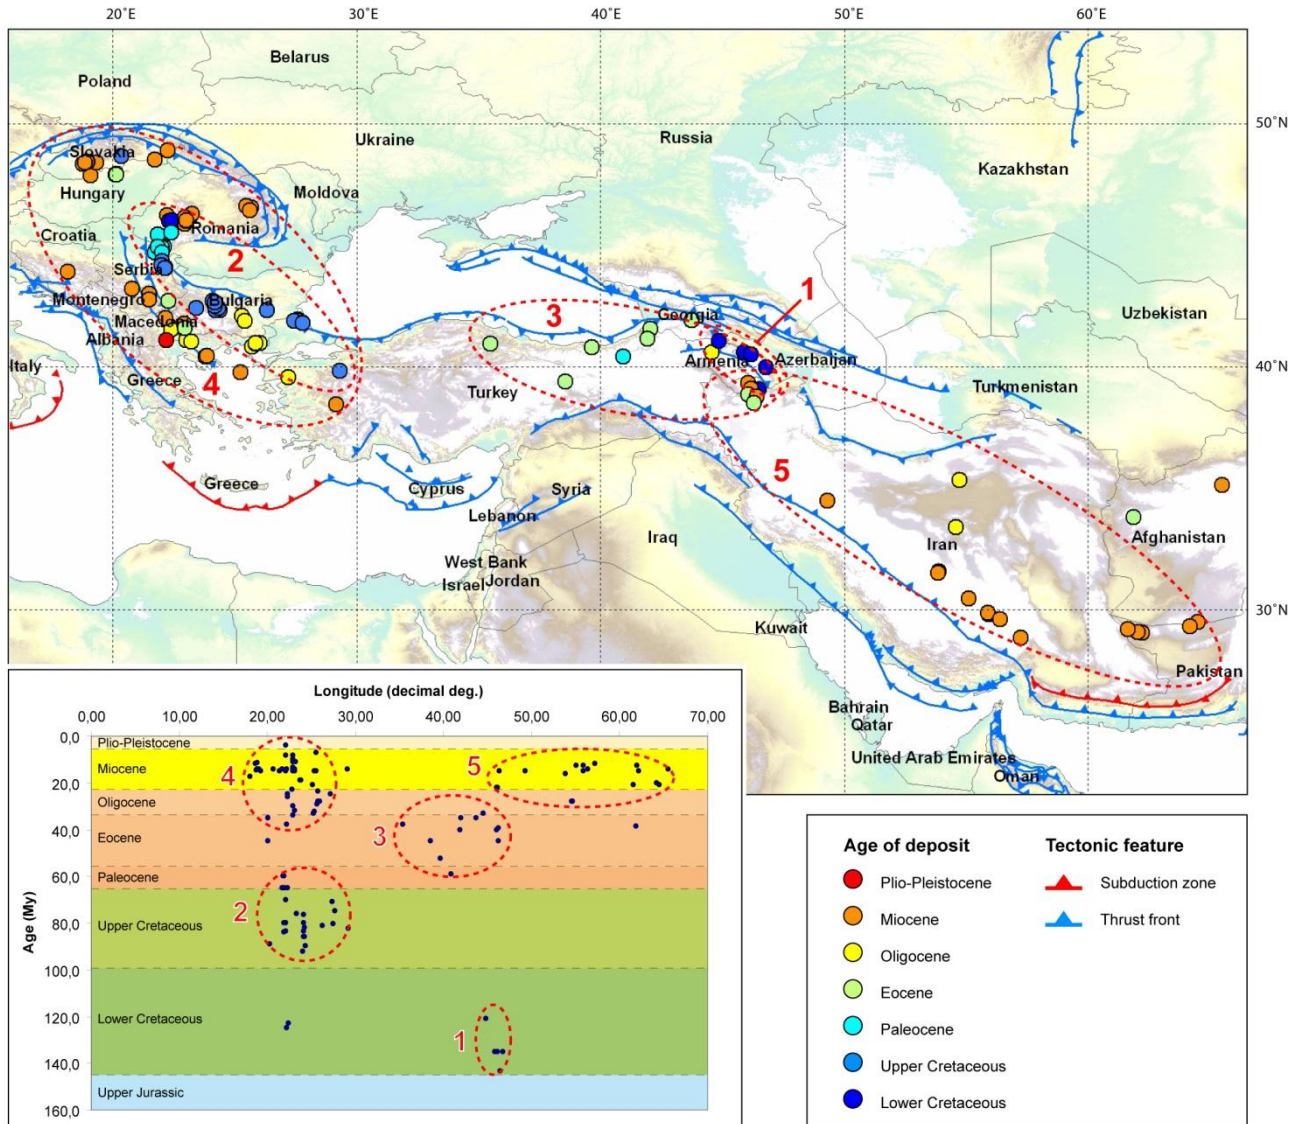 20°E 30°E 40°E 50°E 60°E
Belarus
Poland
50°N
Ukraine
Russia
Slovakia
Kazakhstan
Hungary
Moldova
Romania
Croatia
2
Serbia
1
Montenegro
Bulgaria
3
Georgia
Uzbekistan
Macedonia
Albania
Armenia
Azerbaijan
Italy
40°N
Greece
4
Turkey
Turkmenistan
5
Greece
Cyprus
Syria
Lebanon
Iraq
Iran
Afghanistan
West Bank
Israel
Jordan
30°N
Kuwait
Pakistan
Bahrain
Qatar
United Arab Emirates
Oman
Longitude (decimal deg.)
0,00 10,00 20,00 30,00 40,00 50,00 60,00 70,00
Age (My)
0,0
20,0
40,0
60,0
80,0
100,0
120,0
140,0
160,0
Plio-Pleistocene
Miocene
Oligocene
Eocene
Paleocene
Upper Cretaceous
Lower Cretaceous
Upper Jurassic
4
5
3
2
1
Age of deposit
Plio-Pleistocene
Miocene
Oligocene
Eocene
Paleocene
Upper Cretaceous
Lower Cretaceous
Tectonic feature
Subduction zone
Thrust front